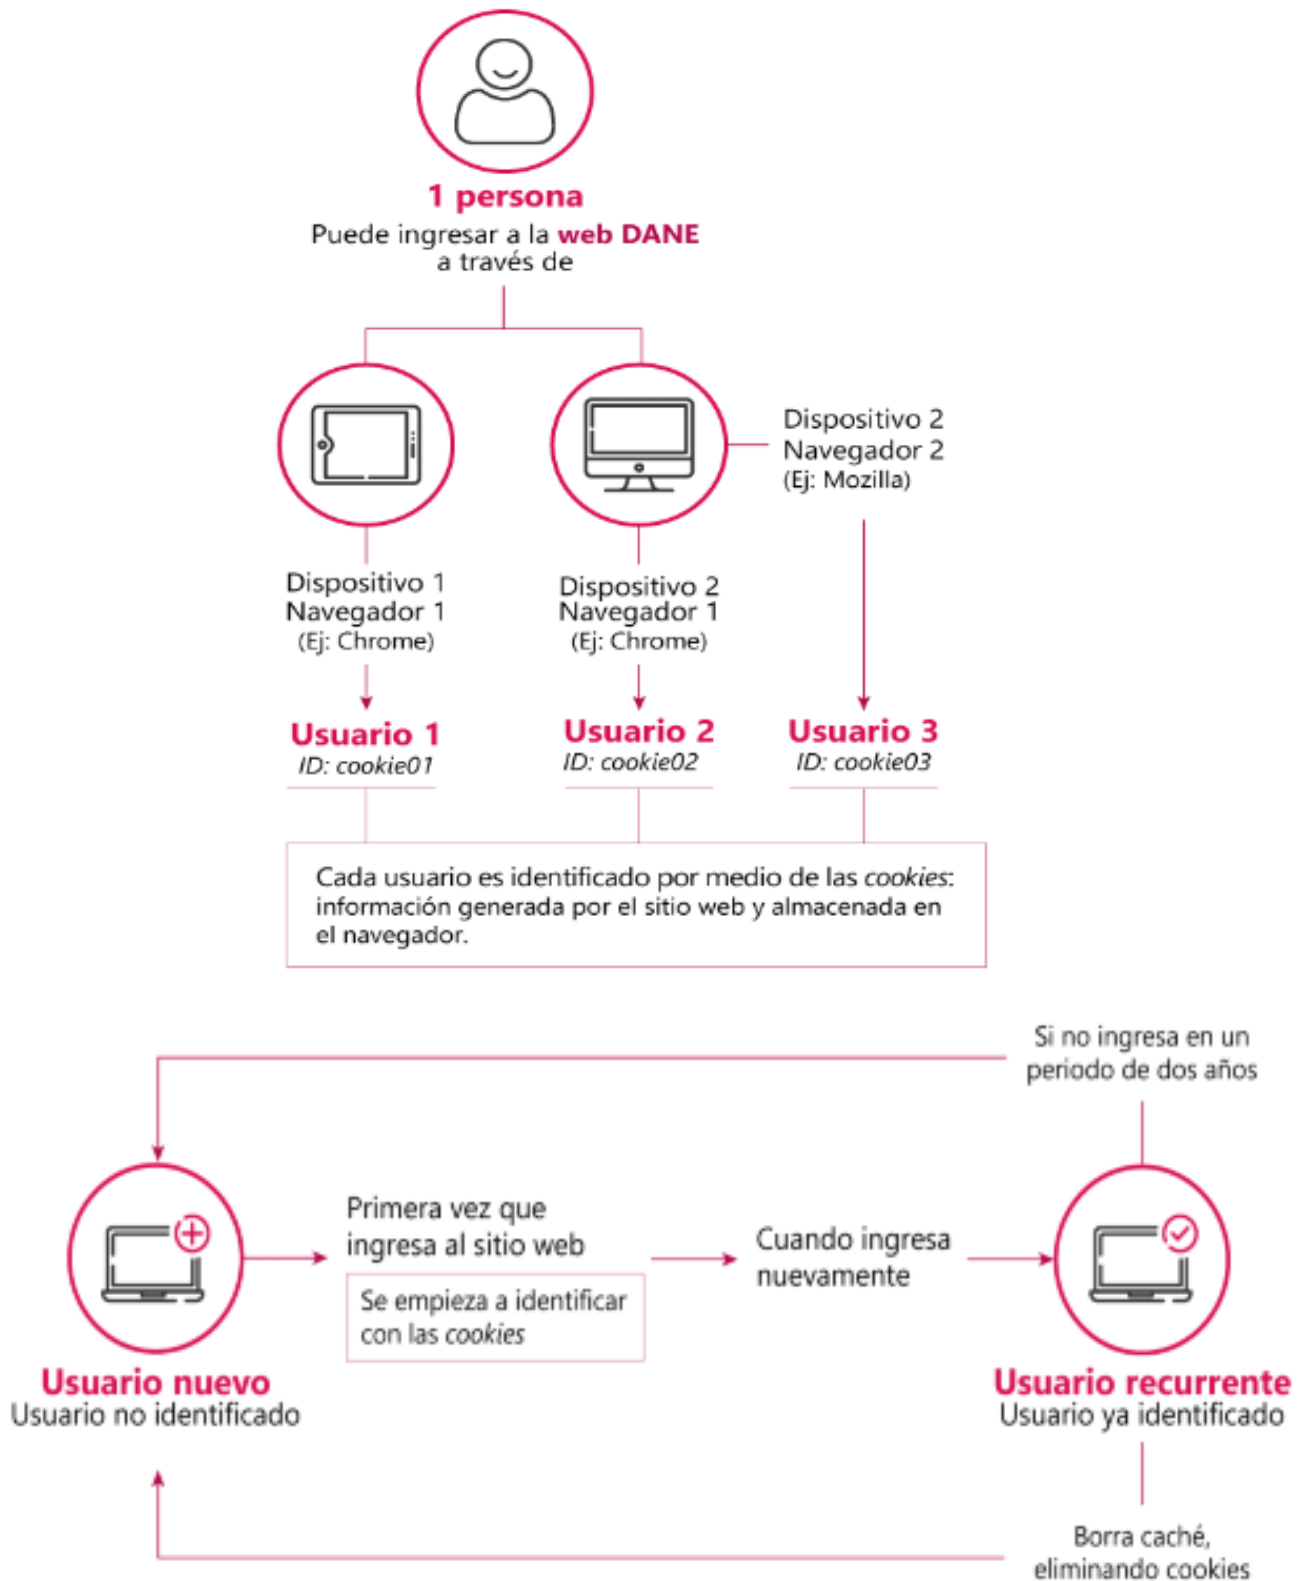 1 persona
Puede ingresar a la web DANE
a través de
Dispositivo 2
Navegador 2
(Ej: Mozilla)
Dispositivo 1
Navegador 1
(Ej: Chrome)
Dispositivo 2
Navegador 1
(Ej: Chrome)
Usuario 1
ID: cookie01
Usuario 2
ID: cookie02
Usuario 3
ID: cookie03
Cada usuario es identificado por medio de las cookies:
información generada por el sitio web y almacenada en
el navegador.
Si no ingresa en un
periodo de dos años
Primera vez que
ingresa al sitio web
Se empieza a identificar
con las cookies
Cuando ingresa
nuevamente
Usuario nuevo
Usuario no identificado
Usuario recurrente
Usuario ya identificado
Borra caché,
eliminando cookies